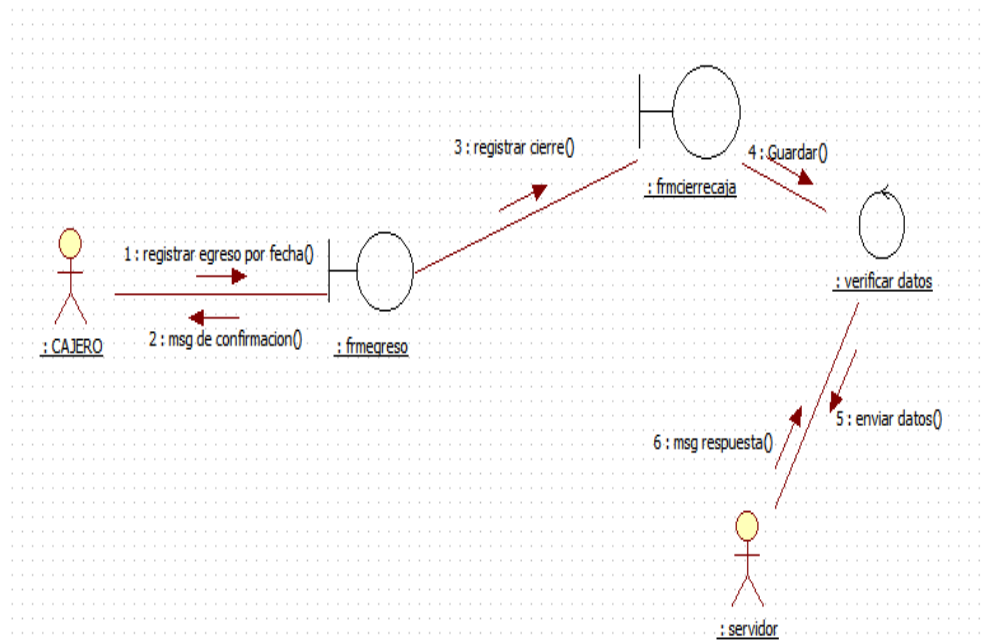 3 : registrar cierre()
4 : Guardar()
: frmcierrecaja
1 : registrar egreso por fecha()
: verificar datos
2 : msg de confirmacion()
: CAJERO
: frmegreso
5 : enviar datos()
6 : msg respuesta()
: servidor